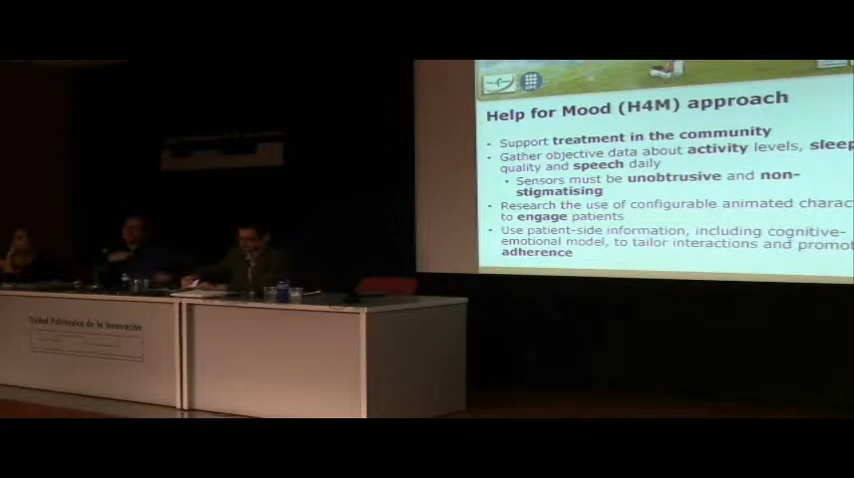 Help for Mood (H4M) approach
• Support treatment in the community
• Gather objective data about activity levels, sleep
quality and speech daily
• Sensors must be unobtrusive and non-
stigmatising
• Research the use of configurable animated charac
to engage patients
• Use patient-side information, including cognitive-
emotional model, to tailor interactions and promot
adherence
Ciudad Politécnica de la Innovación